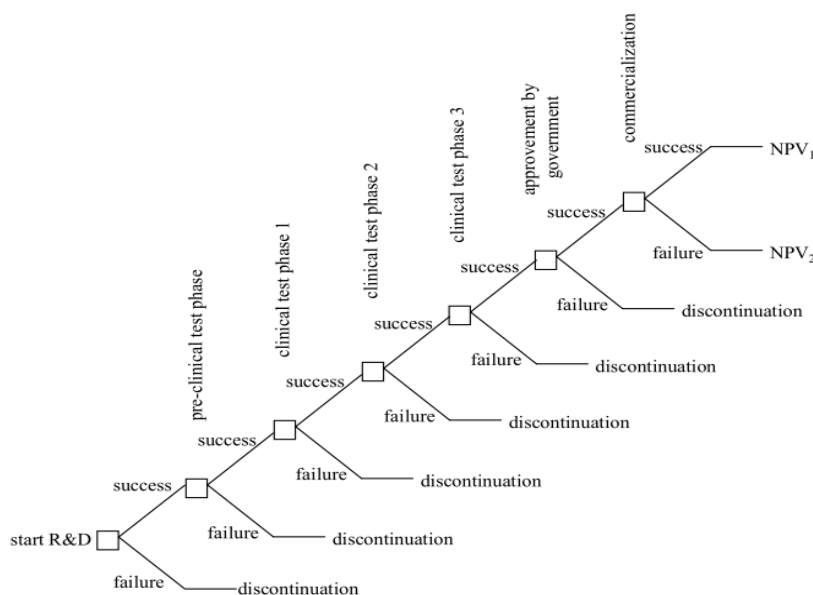 commercialization
approvement by
government
clinical test phase 3
clinical test phase 2
clinical test phase 1
pre-clinical test phase
success
NPV1
success
failure
NPV2
success
failure
discontinuation
success
failure
discontinuation
success
failure
discontinuation
success
failure
discontinuation
success
failure
discontinuation
start R&D
failure
discontinuation